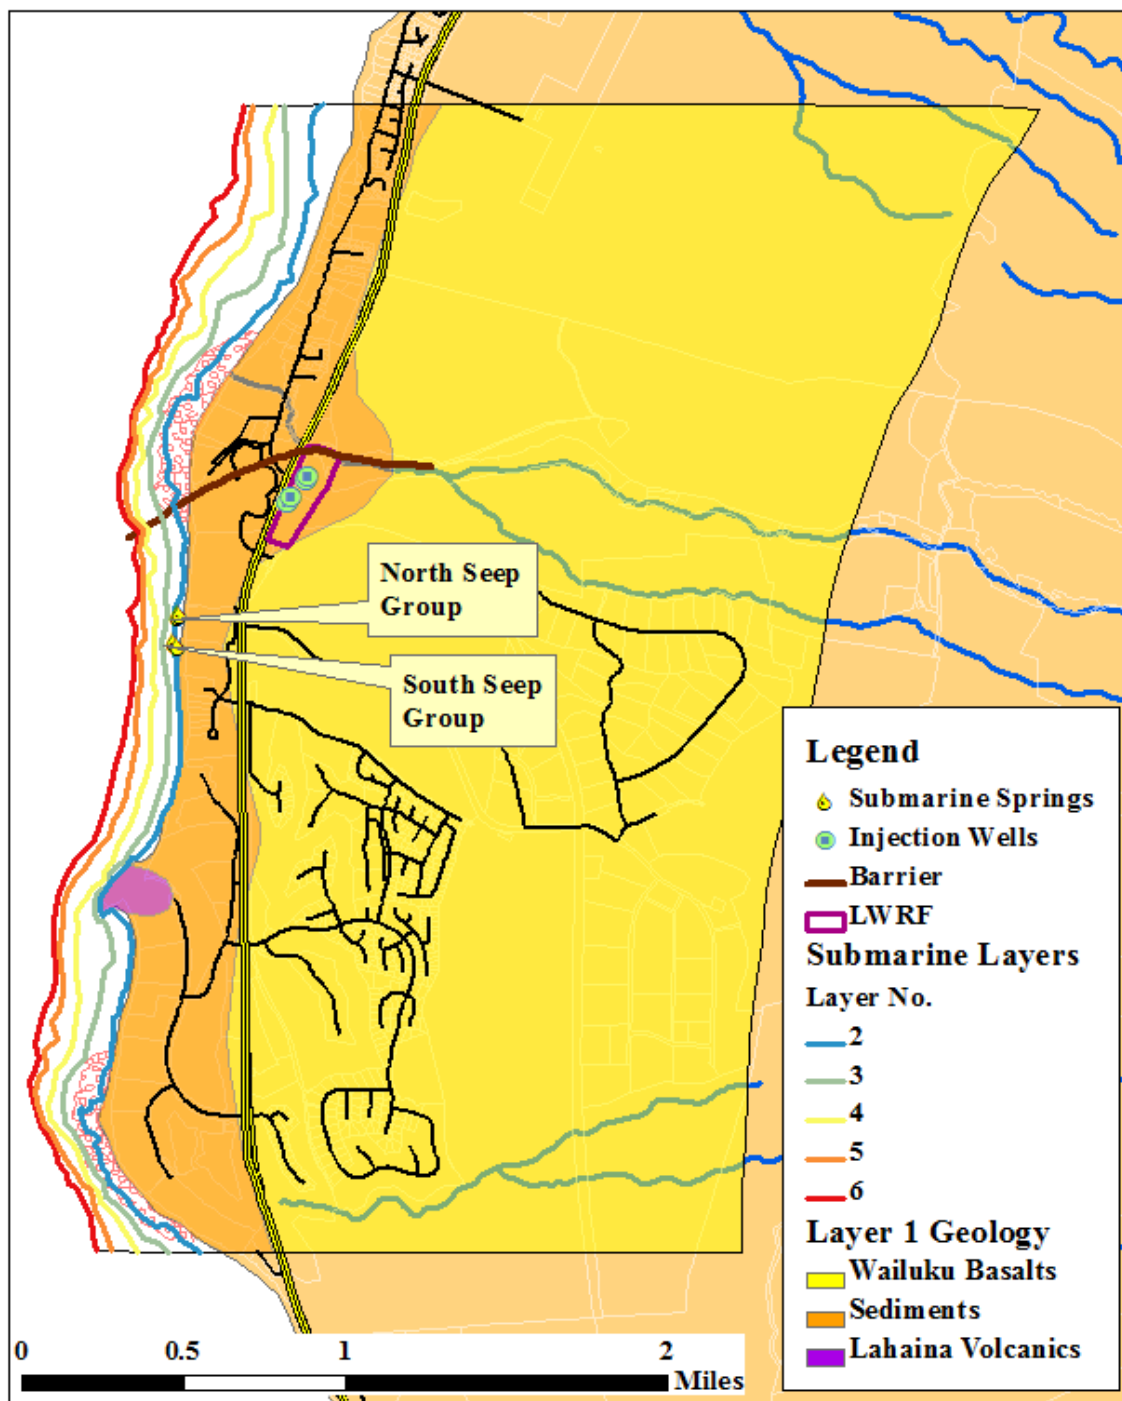 North Seep
Group
South Seep
Group
Legend
Submarine Springs
Injection Wells
Barrier
LWRF
Submarine Layers
Layer No.
2
3
4
5
6
Layer 1 Geology
Wailuku Basalts
Sediments
Lahaina Volcanics
0 0.5 1 2
Miles